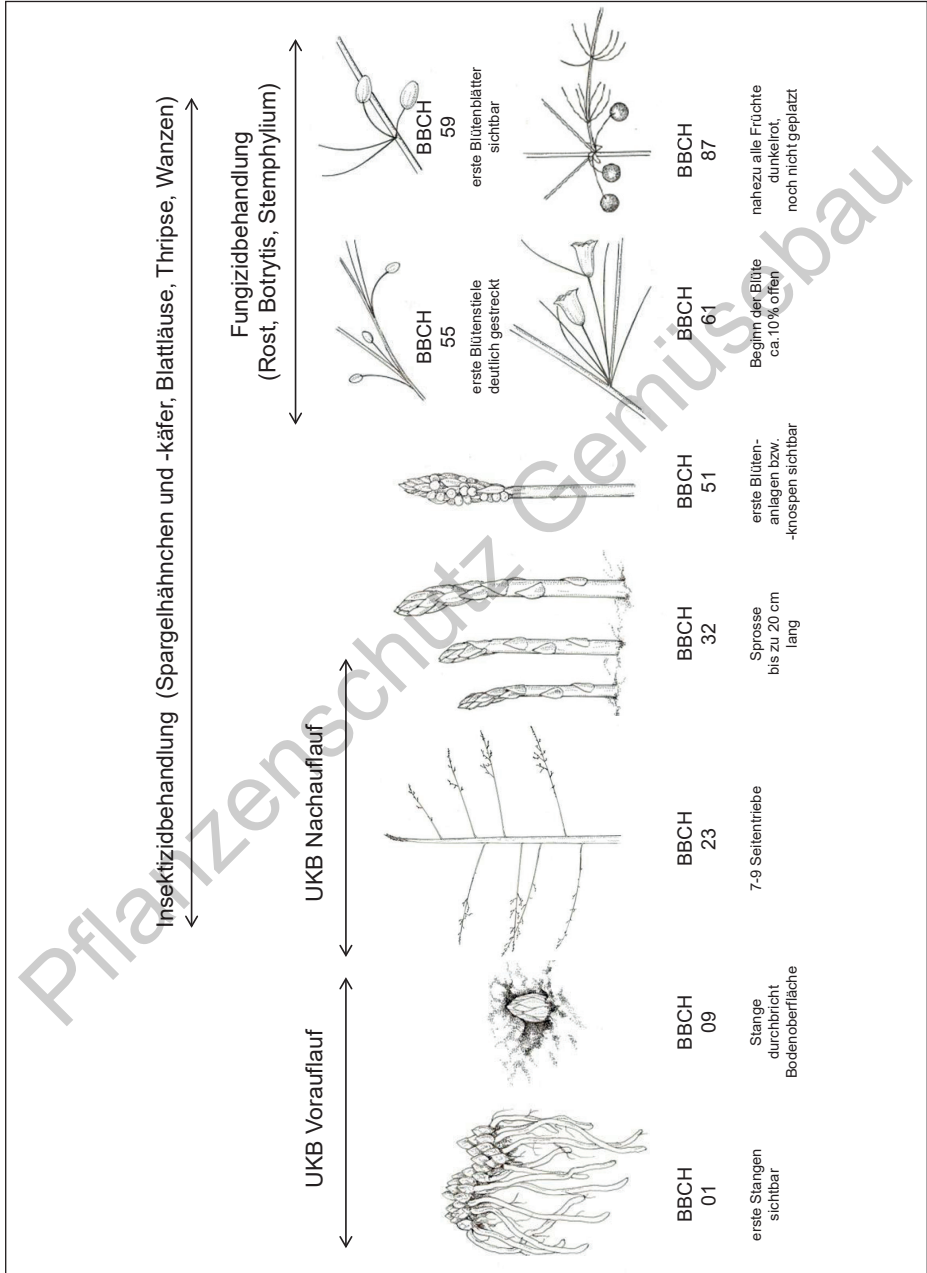 Insektizidbehandlung (Spargelhähnchen und -käfer, Blattläuse, Thripse, Wanzen)
Fungizidbehandlung
(Rost, Botrytis, Stemphylium)
UKB Vorauflauf
UKB Nachauflauf
BBCH
55
erste Blütenstiele
deutlich gestreckt
BBCH
59
erste Blütenblätter
sichtbar
BBCH
01
erste Stangen
sichtbar
BBCH
09
Stange
durchbricht
Bodenoberfläche
BBCH
23
7-9 Seitentriebe
BBCH
32
Sprosse
bis zu 20 cm
lang
BBCH
51
erste Blüten-
anlagen bzw.
-knospen sichtbar
BBCH
61
Beginn der Blüte
ca.10% offen
BBCH
87
nahezu alle Früchte
dunkelrot,
noch nicht geplatzt
Pflanzenschutz Gemüsebau